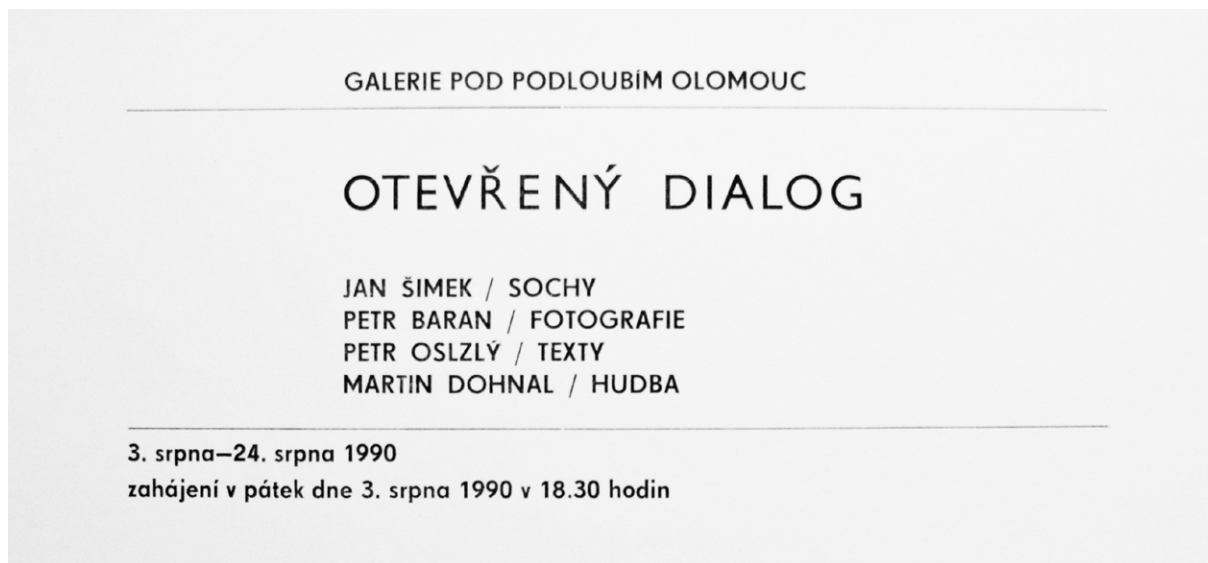 GALERIE POD PODLOUBÍM OLOMOUC
OTEVŘENÝ DIALOG
JAN ŠIMEK / SOCHY
PETR BARAN / FOTOGRAFIE
PETR OSLZLÝ / TEXTY
MARTIN DOHNAL / HUDBA
3. srpna—24. srpna 1990
zahájení v pátek dne 3. srpna 1990 v 18.30 hodin